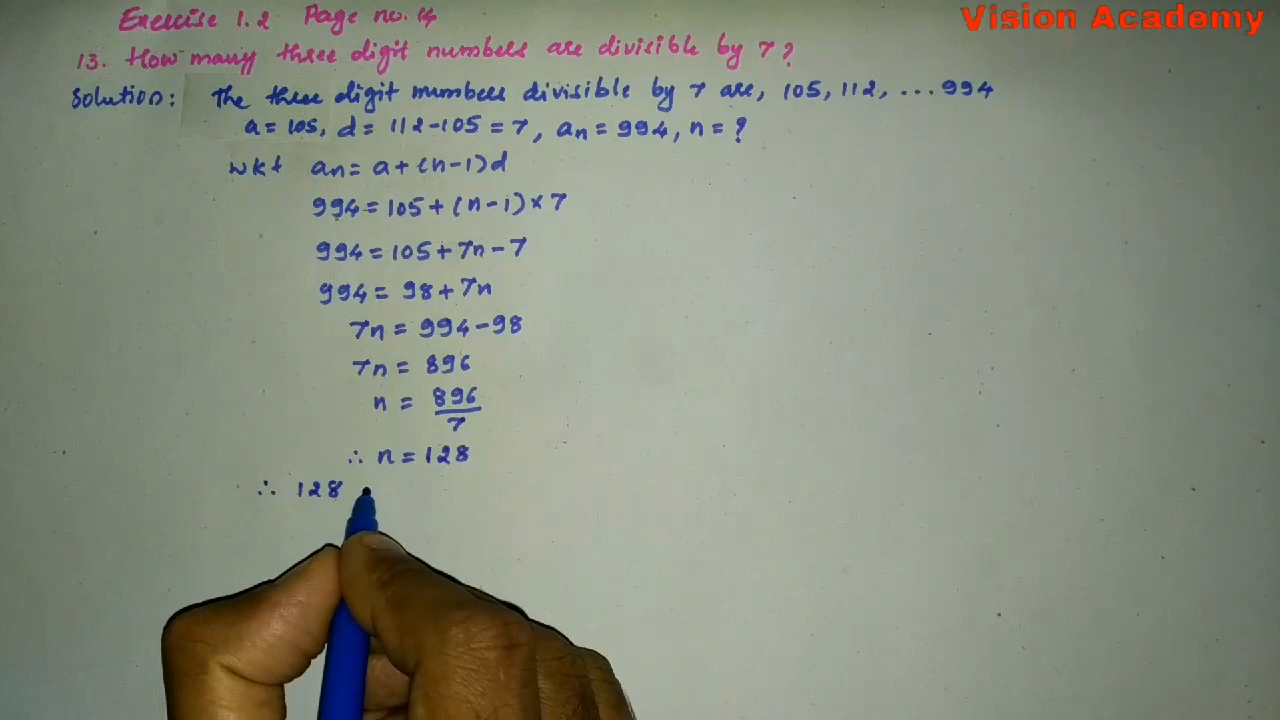 Exercise 1.2 Page no. 14
Vision Academy
13. How many three digit numbers are divisible by 7?
Solution: The three digit numbers divisible by 7 are, 105, 112, ... 994
a = 105, d = 112-105 = 7, an = 994, n = ?
wkt an = a + (n-1)d
994 = 105 + (n-1) × 7
994 = 105 + 7n - 7
994 = 98 + 7n
7n = 994 - 98
7n = 896
n = 896/7
∴ n = 128
∴ 128